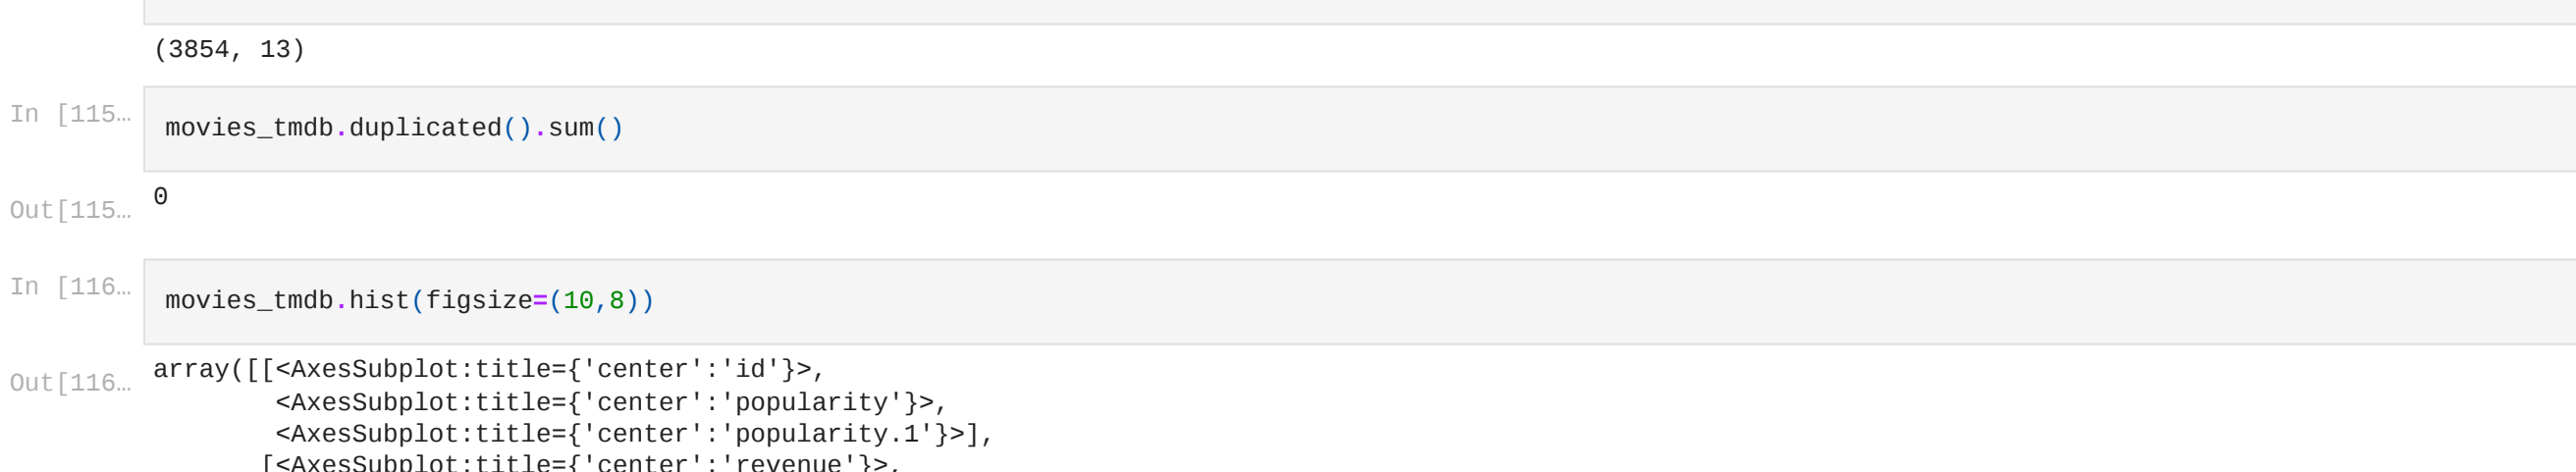 (3854, 13)
In [115…
movies_tmdb.duplicated().sum()
Out[115…
0
In [116…
movies_tmdb.hist(figsize=(10,8))
Out[116…
array([[<AxesSubplot:title={'center':'id'}>,
<AxesSubplot:title={'center':'popularity'}>,
<AxesSubplot:title={'center':'popularity.1'}>],
[<AxesSubplot:title={'center':'revenue'}>,